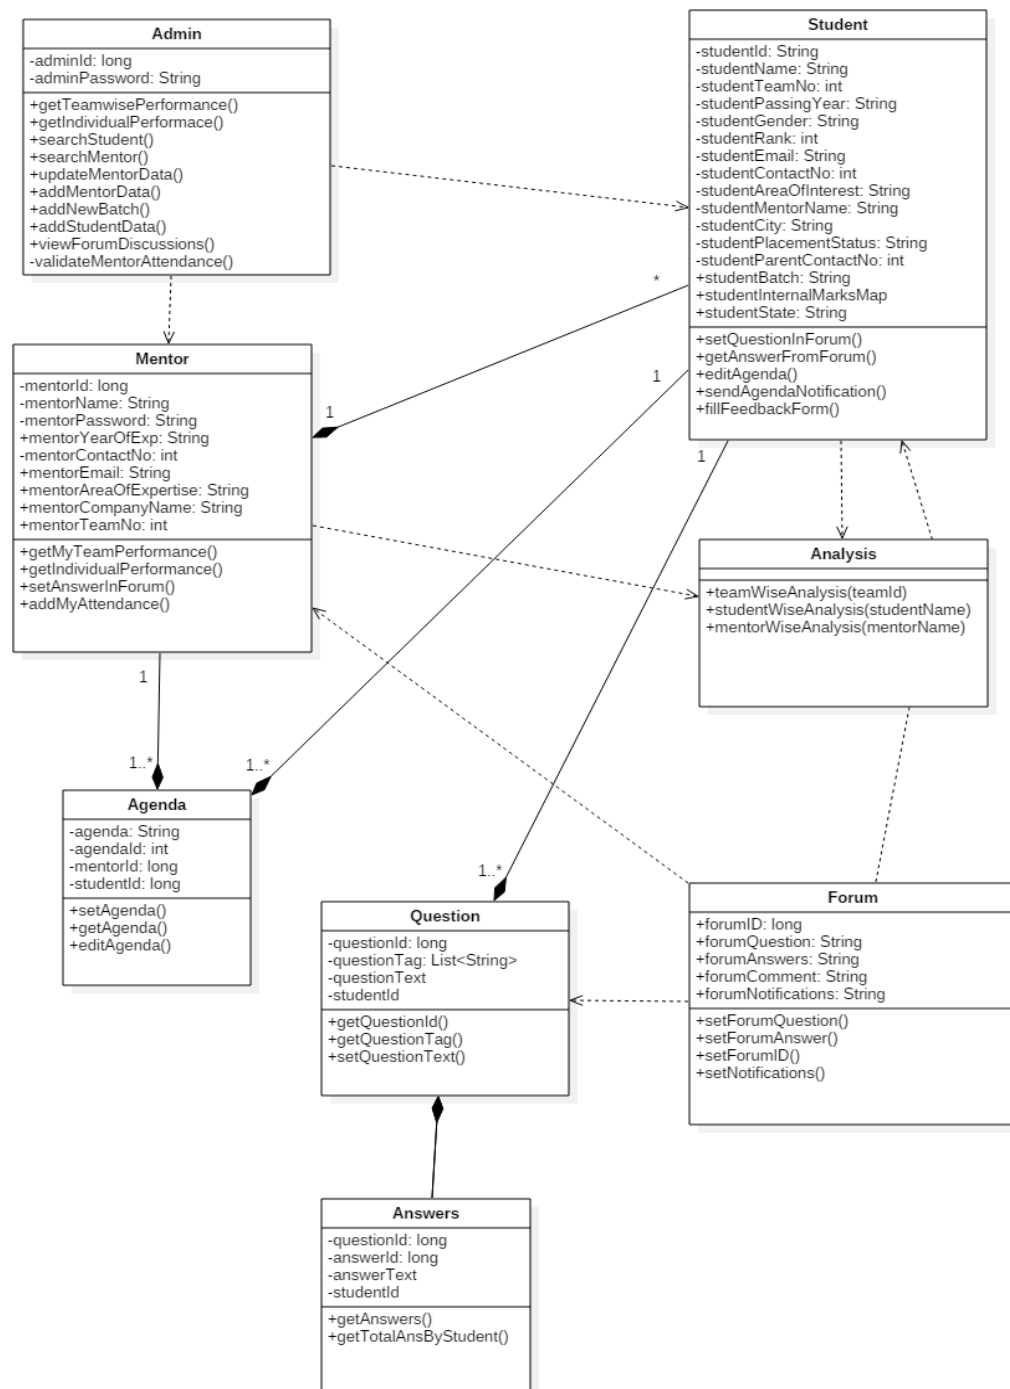 Admin
-adminId: long
-adminPassword: String
+getTeamwisePerformance()
+getIndividualPerformace()
+searchStudent()
+searchMentor()
+updateMentorData()
+addMentorData()
+addNewBatch()
+addStudentData()
+viewForumDiscussions()
-validateMentorAttendance()
Student
-studentId: String
-studentName: String
-studentTeamNo: int
-studentPassingYear: String
-studentGender: String
-studentRank: int
-studentEmail: String
-studentContactNo: int
-studentAreaOfInterest: String
-studentMentorName: String
-studentCity: String
-studentPlacementStatus: String
-studentParentContactNo: int
+studentBatch: String
+studentInternalMarksMap
+studentState: String
+setQuestionInForum()
+getAnswerFromForum()
+editAgenda()
+sendAgendaNotification()
+fillFeedbackForm()
*
1
1
1
Mentor
-mentorId: long
-mentorName: String
-mentorPassword: String
+mentorYearOfExp: String
-mentorContactNo: int
+mentorEmail: String
+mentorAreaOfExpertise: String
+mentorCompanyName: String
+mentorTeamNo: int
+getMyTeamPerformance()
+getIndividualPerformance()
+setAnswerInForum()
+addMyAttendance()
Analysis
+teamWiseAnalysis(teamId)
+studentWiseAnalysis(studentName)
+mentorWiseAnalysis(mentorName)
1
1..*
1..*
Agenda
-agenda: String
-agendaId: int
-mentorId: long
-studentId: long
+setAgenda()
+getAgenda()
+editAgenda()
1..*
Question
-questionId: long
-questionTag: List<String>
-questionText
-studentId
+getQuestionId()
+getQuestionTag()
+setQuestionText()
Forum
+forumID: long
+forumQuestion: String
+forumAnswers: String
+forumComment: String
+forumNotifications: String
+setForumQuestion()
+setForumAnswer()
+setForumID()
+setNotifications()
Answers
-questionId: long
-answerId: long
-answerText
-studentId
+getAnswers()
+getTotalAnsByStudent()